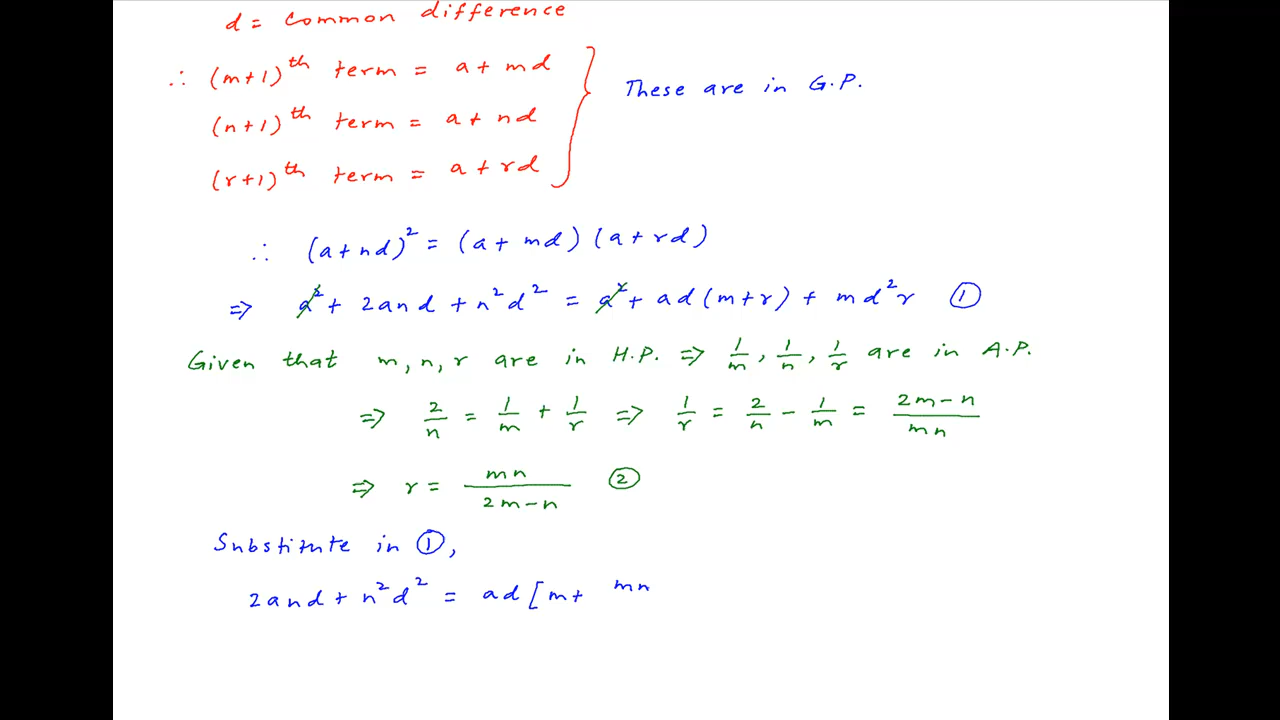 d = common difference
∴ (m+1)^th term = a + md
These are in G.P.
(n+1)^th term = a + nd
(r+1)^th term = a + rd
∴ (a+nd)² = (a+md)(a+rd)
⇒ a² + 2and + n²d² = a² + ad(m+r) + md²r ①
Given that m, n, r are in H.P. ⇒ 1/m, 1/n, 1/r are in A.P.
⇒ 2/n = 1/m + 1/r ⇒ 1/r = 2/n − 1/m = (2m−n)/(mn)
⇒ r = mn/(2m−n) ②
Substitute in ①,
2and + n²d² = ad[m+ mn